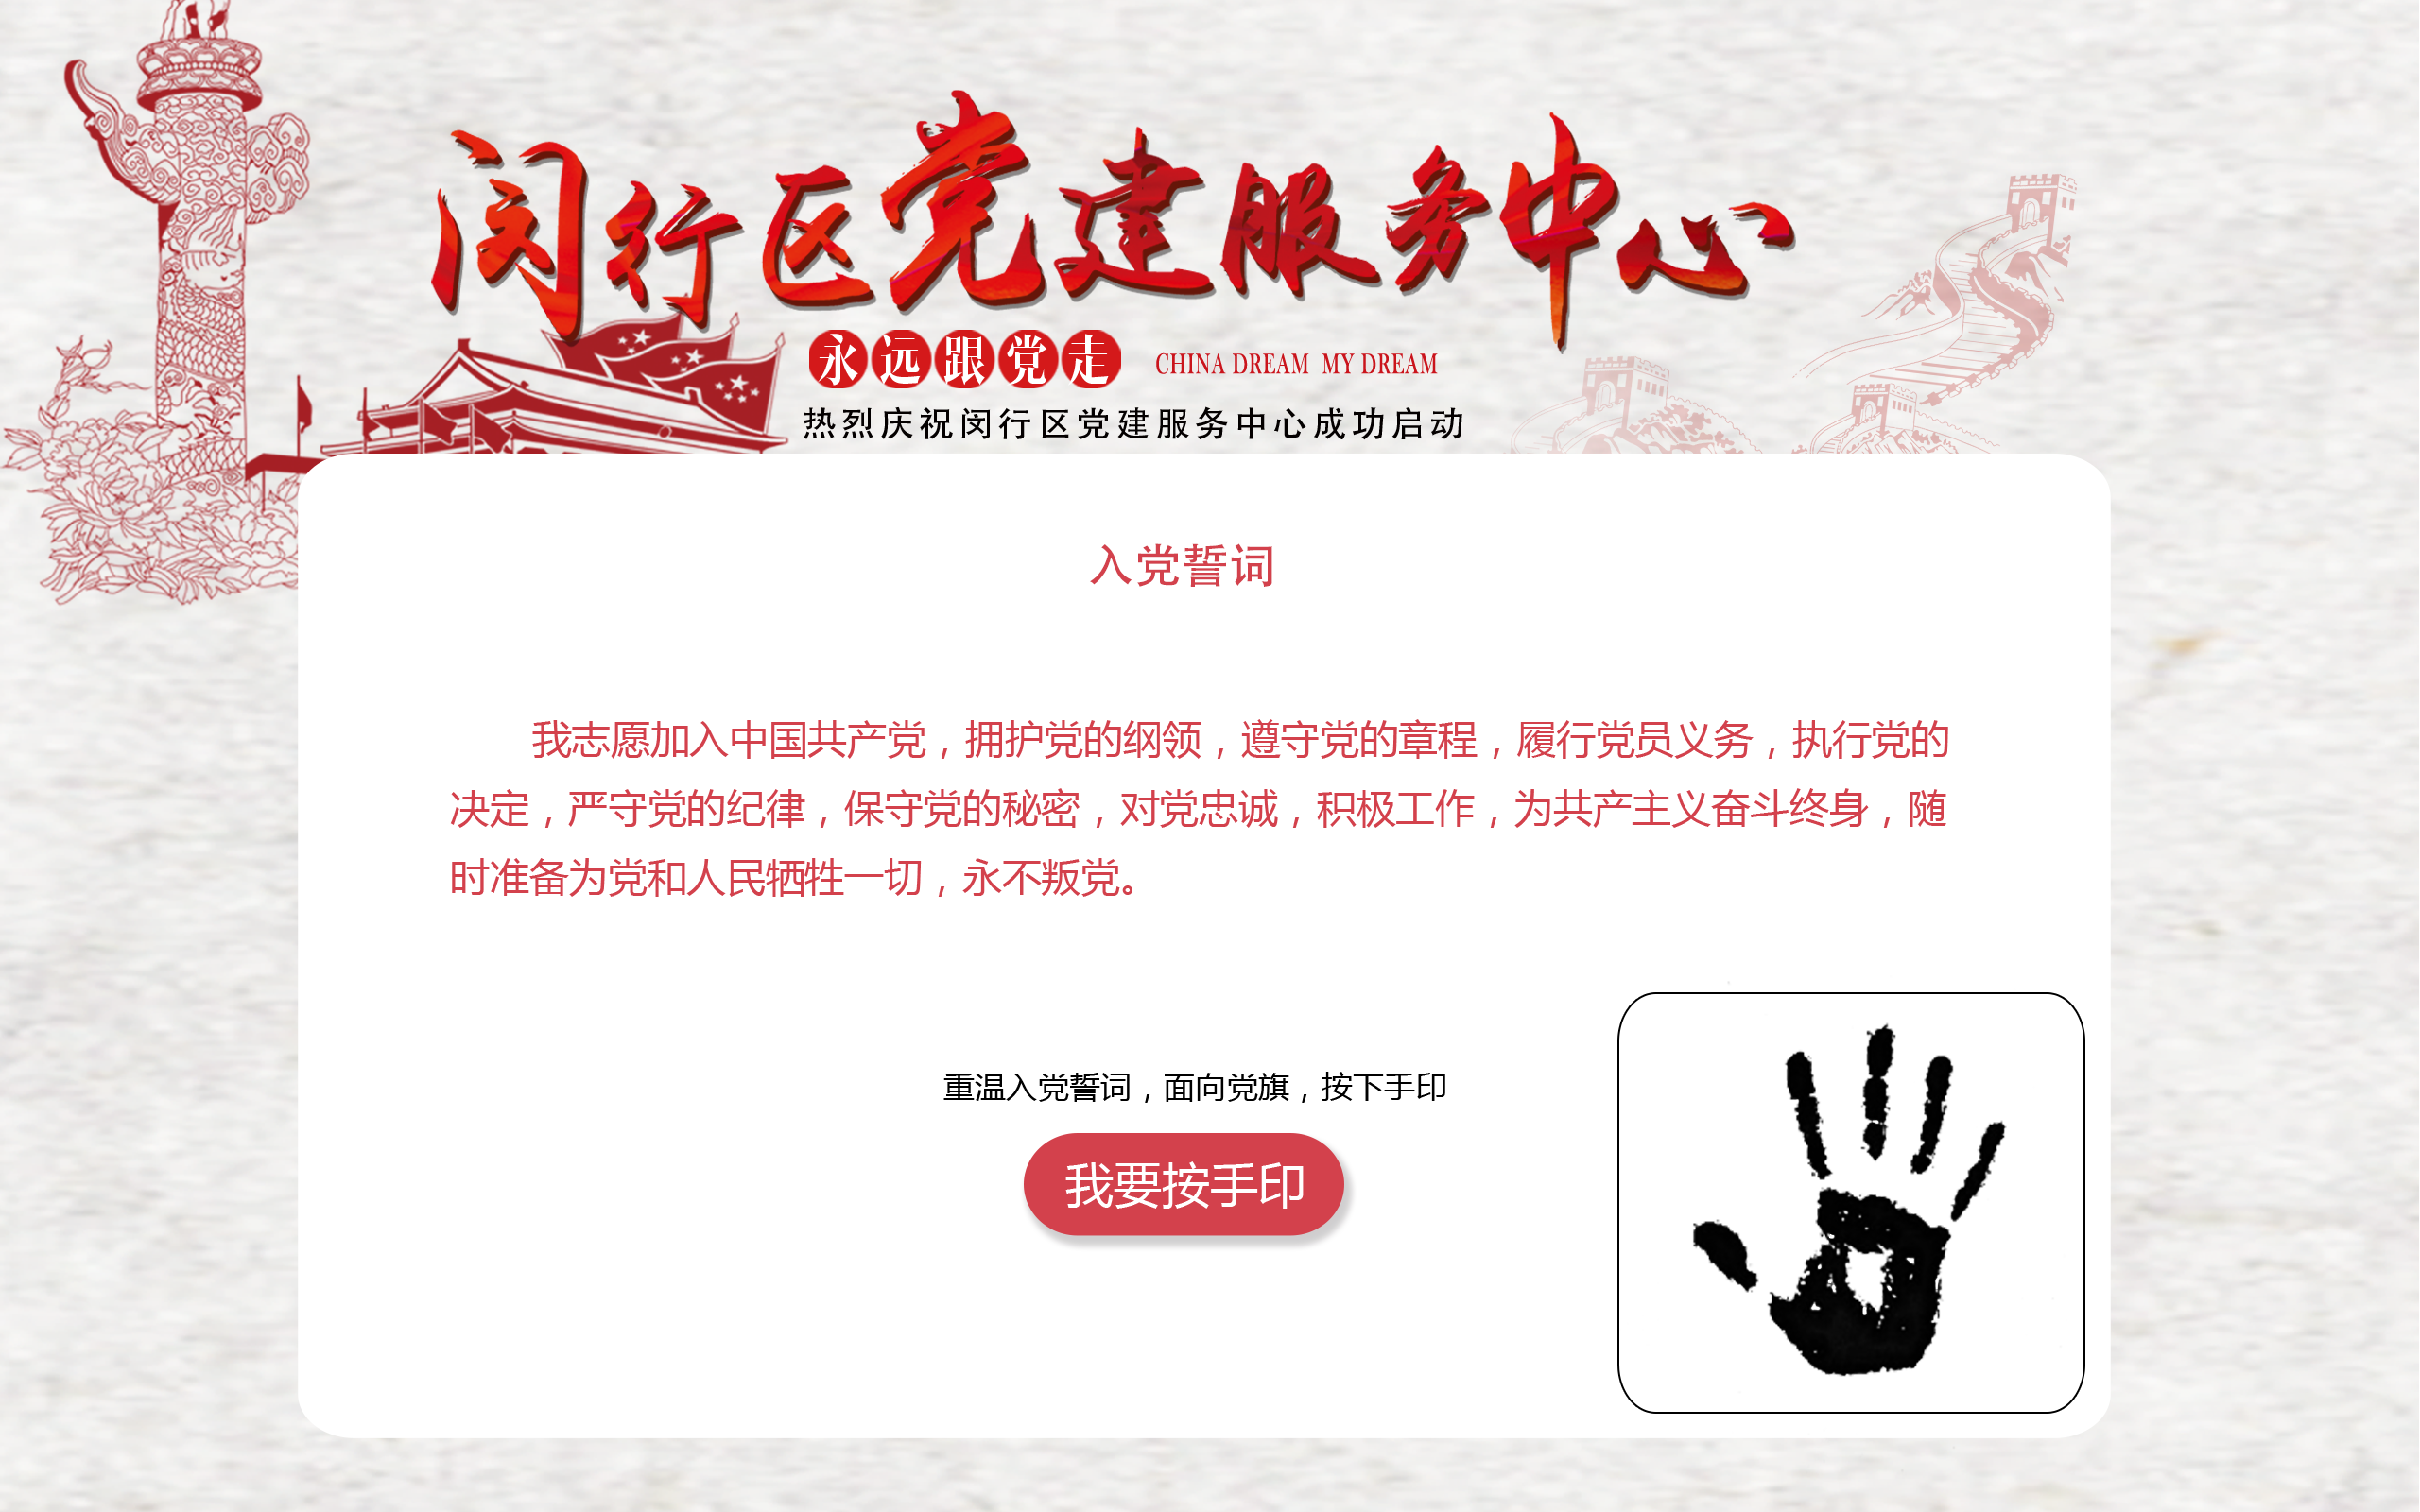 闵行区党建服务中心
永远跟党走 CHINA DREAM MY DREAM
热烈庆祝闵行区党建服务中心成功启动
入党誓词
我志愿加入中国共产党，拥护党的纲领，遵守党的章程，履行党员义务，执行党的
决定，严守党的纪律，保守党的秘密，对党忠诚，积极工作，为共产主义奋斗终身，随
时准备为党和人民牺牲一切，永不叛党。
重温入党誓词，面向党旗，按下手印
我要按手印